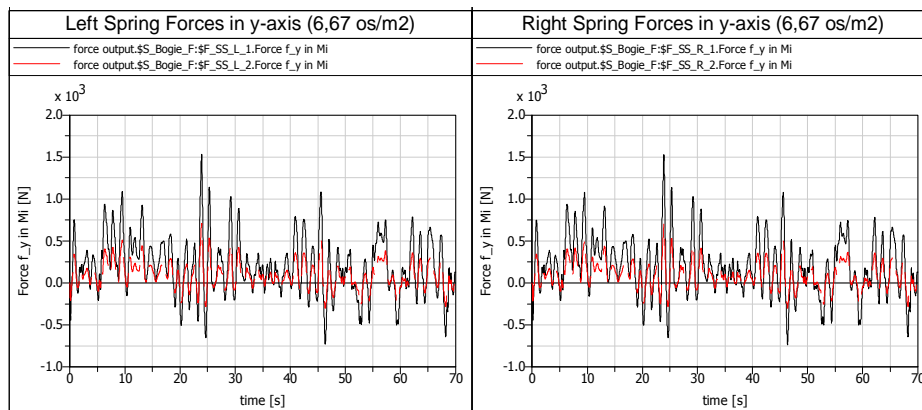 Left Spring Forces in y-axis (6,67 os/m2)
force output.$S_Bogie_F:$F_SS_L_1.Force f_y in Mi
force output.$S_Bogie_F:$F_SS_L_2.Force f_y in Mi
x 10³
2.0
1.5
1.0
0.5
0.0
-0.5
-1.0
Force f_y in Mi [N]
0 10 20 30 40 50 60 70
time [s]
Right Spring Forces in y-axis (6,67 os/m2)
force output.$S_Bogie_F:$F_SS_R_1.Force f_y in Mi
force output.$S_Bogie_F:$F_SS_R_2.Force f_y in Mi
x 10³
2.0
1.5
1.0
0.5
0.0
-0.5
-1.0
Force f_y in Mi [N]
0 10 20 30 40 50 60 70
time [s]